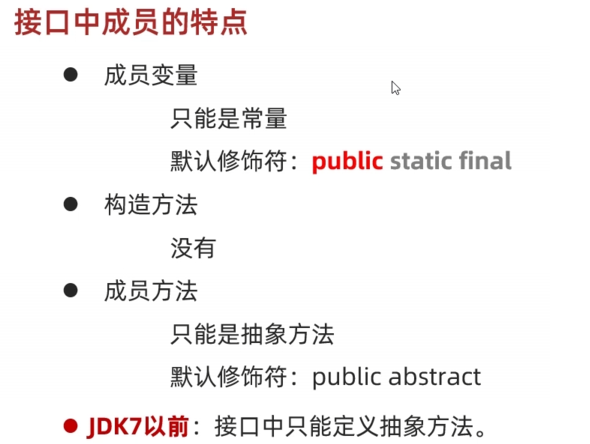 接口中成员的特点
● 成员变量
只能是常量
默认修饰符：public static final
● 构造方法
没有
● 成员方法
只能是抽象方法
默认修饰符：public abstract
● JDK7以前：接口中只能定义抽象方法。